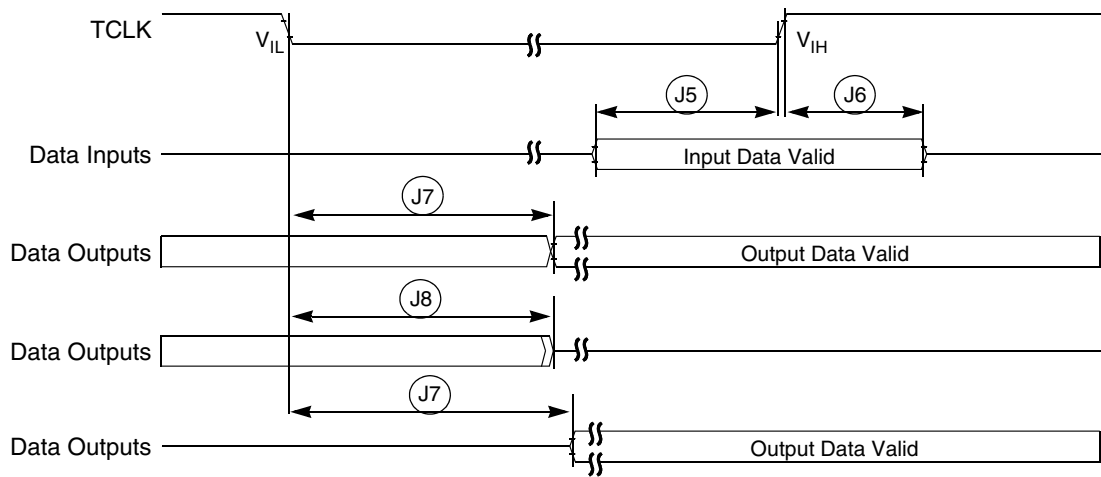 TCLK
VIL
VIH
J5
J6
Data Inputs
Input Data Valid
J7
Data Outputs
Output Data Valid
J8
Data Outputs
J7
Data Outputs
Output Data Valid